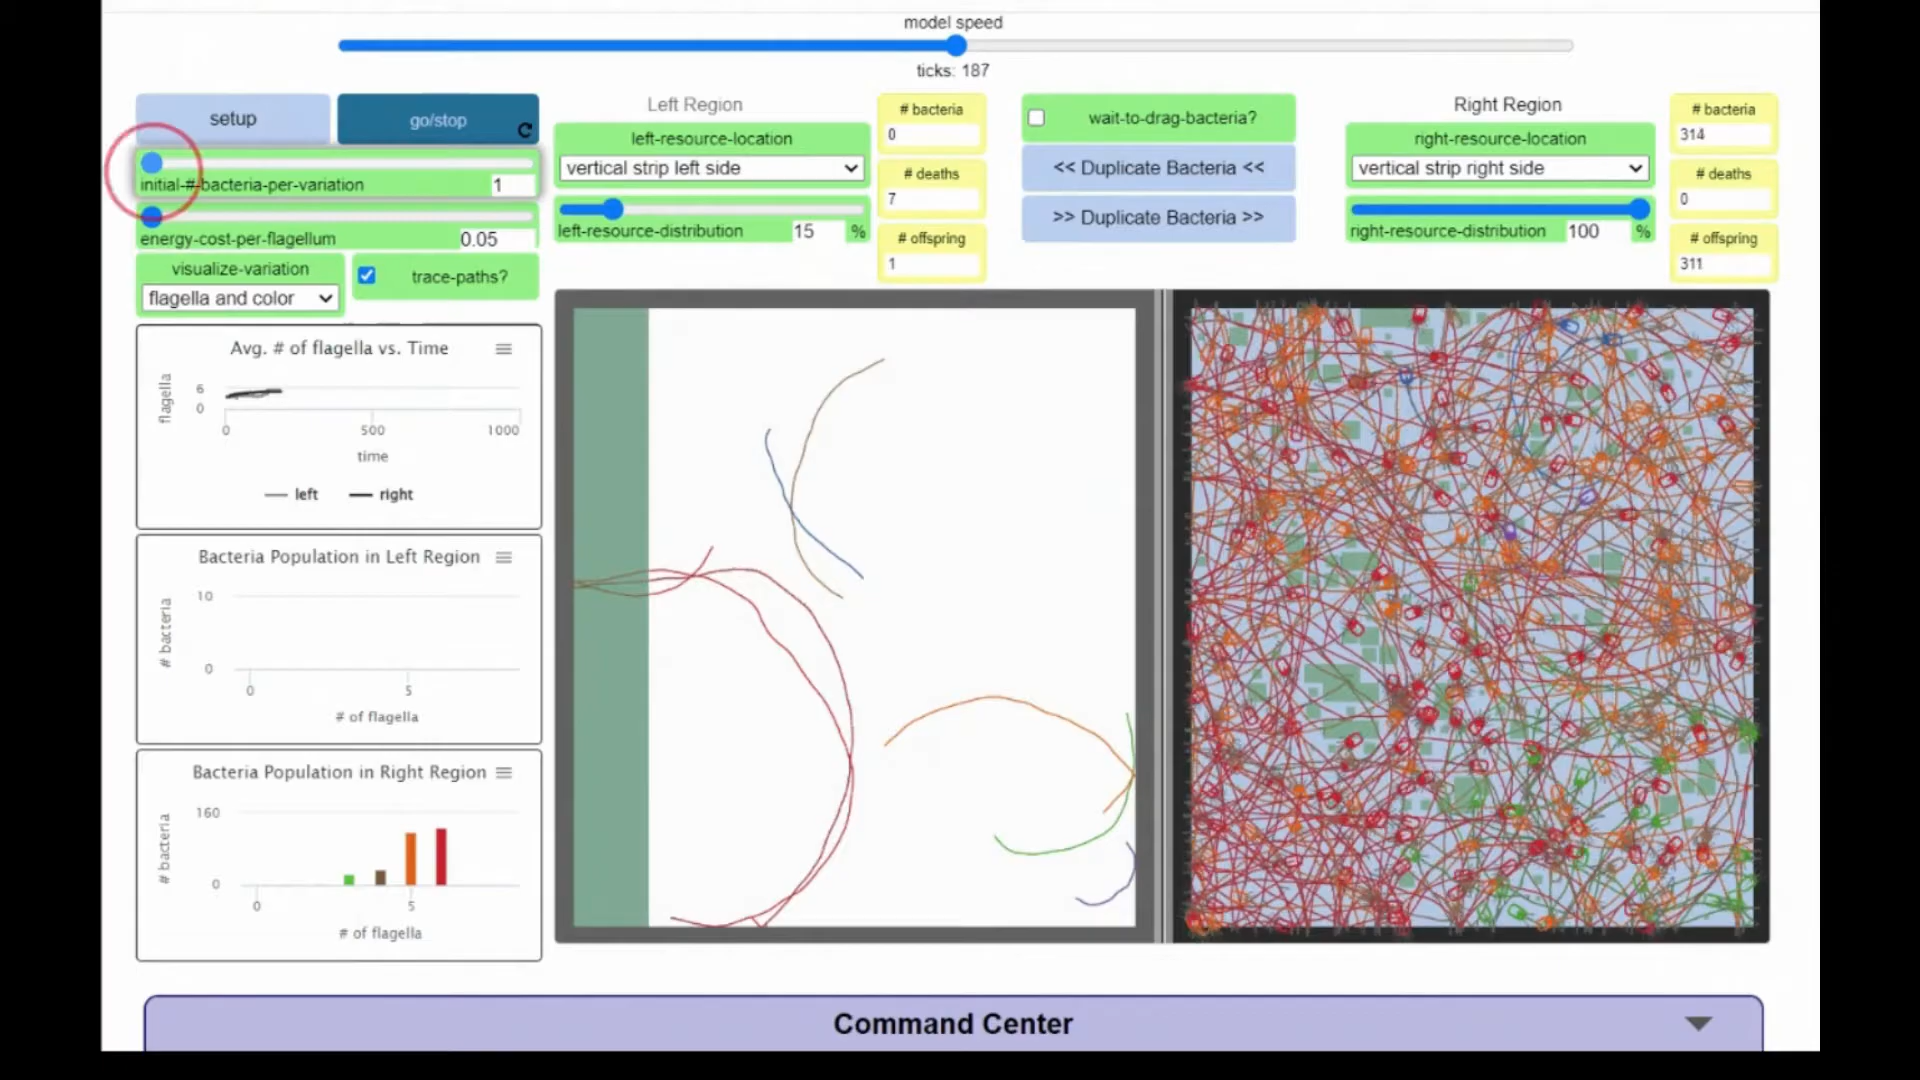 model speed
ticks: 187
setup
go/stop
initial-#-bacteria-per-variation 1
energy-cost-per-flagellum 0.05
visualize-variation
flagella and color
trace-paths?
Left Region
left-resource-location
vertical strip left side
left-resource-distribution 15 %
# bacteria
0
# deaths
7
# offspring
1
wait-to-drag-bacteria?
<< Duplicate Bacteria <<
>> Duplicate Bacteria >>
Right Region
right-resource-location
vertical strip right side
right-resource-distribution 100 %
# bacteria
314
# deaths
0
# offspring
311
Avg. # of flagella vs. Time
flagella
6
0
0 500 1000
time
left right
Bacteria Population in Left Region
# bacteria
10
0
0 5
# of flagella
Bacteria Population in Right Region
# bacteria
160
0
0 5
# of flagella
Command Center